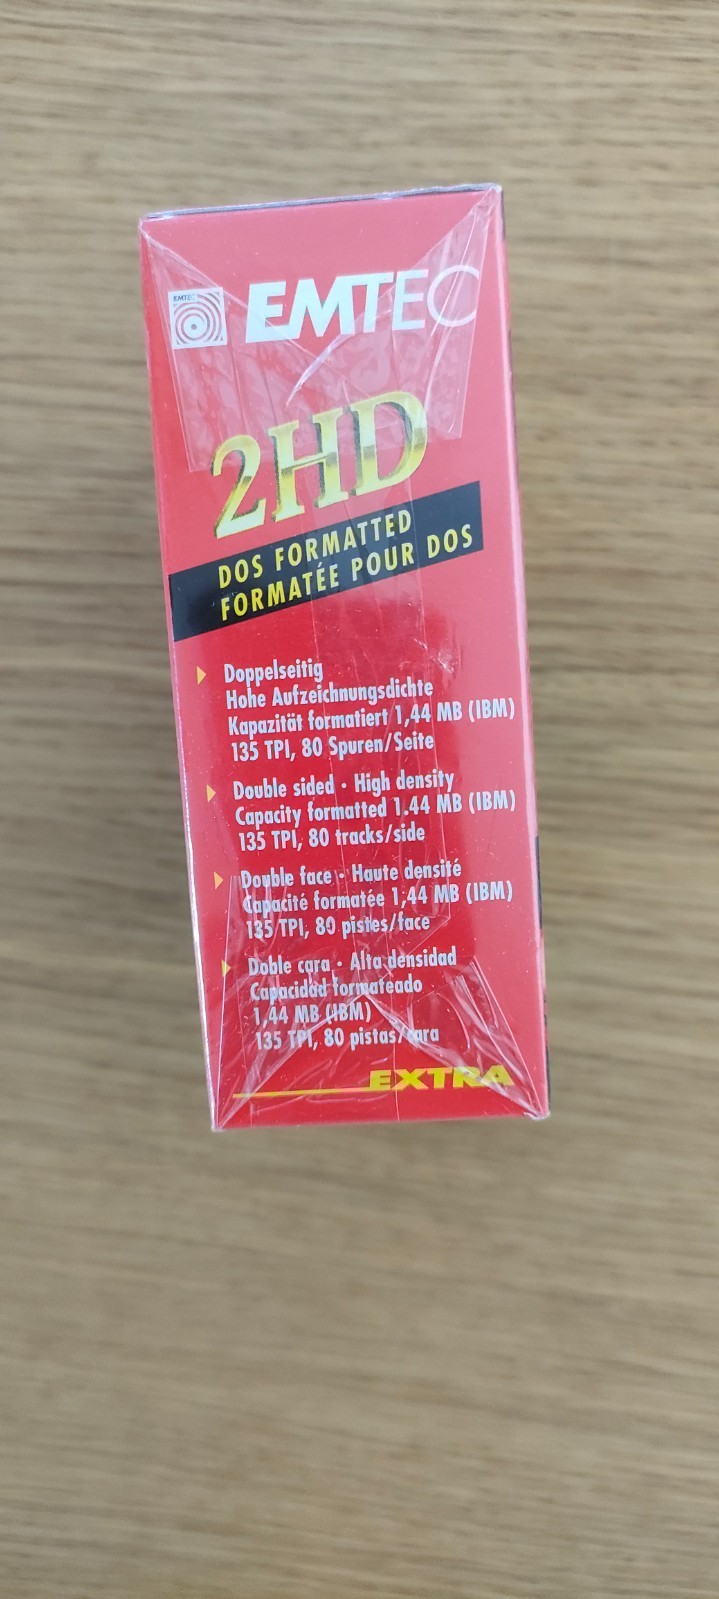 EMTEC
EMTEC
2HD
DOS FORMATTED
FORMATÉE POUR DOS
Doppelseitig
Hohe Aufzeichnungsdichte
Kapazität formatiert 1,44 MB (IBM)
135 TPI, 80 Spuren/Seite
Double sided · High density
Capacity formatted 1.44 MB (IBM)
135 TPI, 80 tracks/side
Double face · Haute densité
Capacité formatée 1,44 MB (IBM)
135 TPI, 80 pistes/face
Doble cara · Alta densidad
Capacidad formateado
1,44 MB (IBM)
135 TPI, 80 pistas/cara
EXTRA